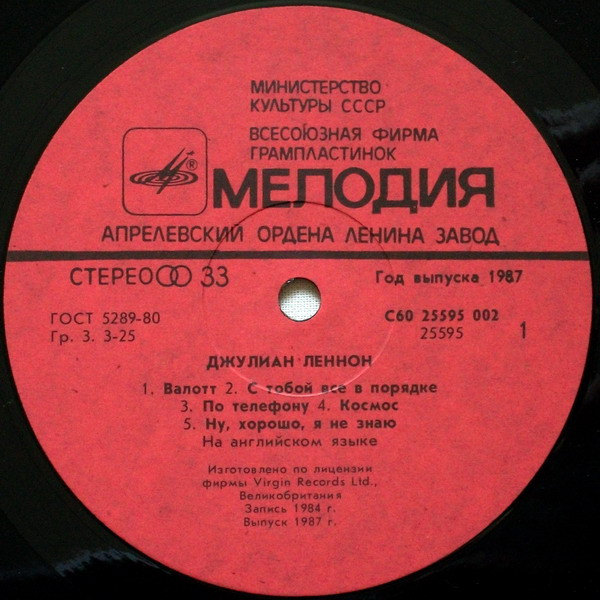 МИНИСТЕРСТВО
КУЛЬТУРЫ СССР
ВСЕСОЮЗНАЯ ФИРМА
ГРАМПЛАСТИНОК
®
МЕЛОДИЯ
АПРЕЛЕВСКИЙ ОРДЕНА ЛЕНИНА ЗАВОД
СТЕРЕО 33
Год выпуска 1987
ГОСТ 5289-80
Гр. 3. 3-25
С60 25595 002
25595 1
ДЖУЛИАН ЛЕННОН
1. Валотт 2. С тобой все в порядке
3. По телефону 4. Космос
5. Ну, хорошо, я не знаю
На английском языке
Изготовлено по лицензии
фирмы Virgin Records Ltd.,
Великобритания
Запись 1984 г.
Выпуск 1987 г.